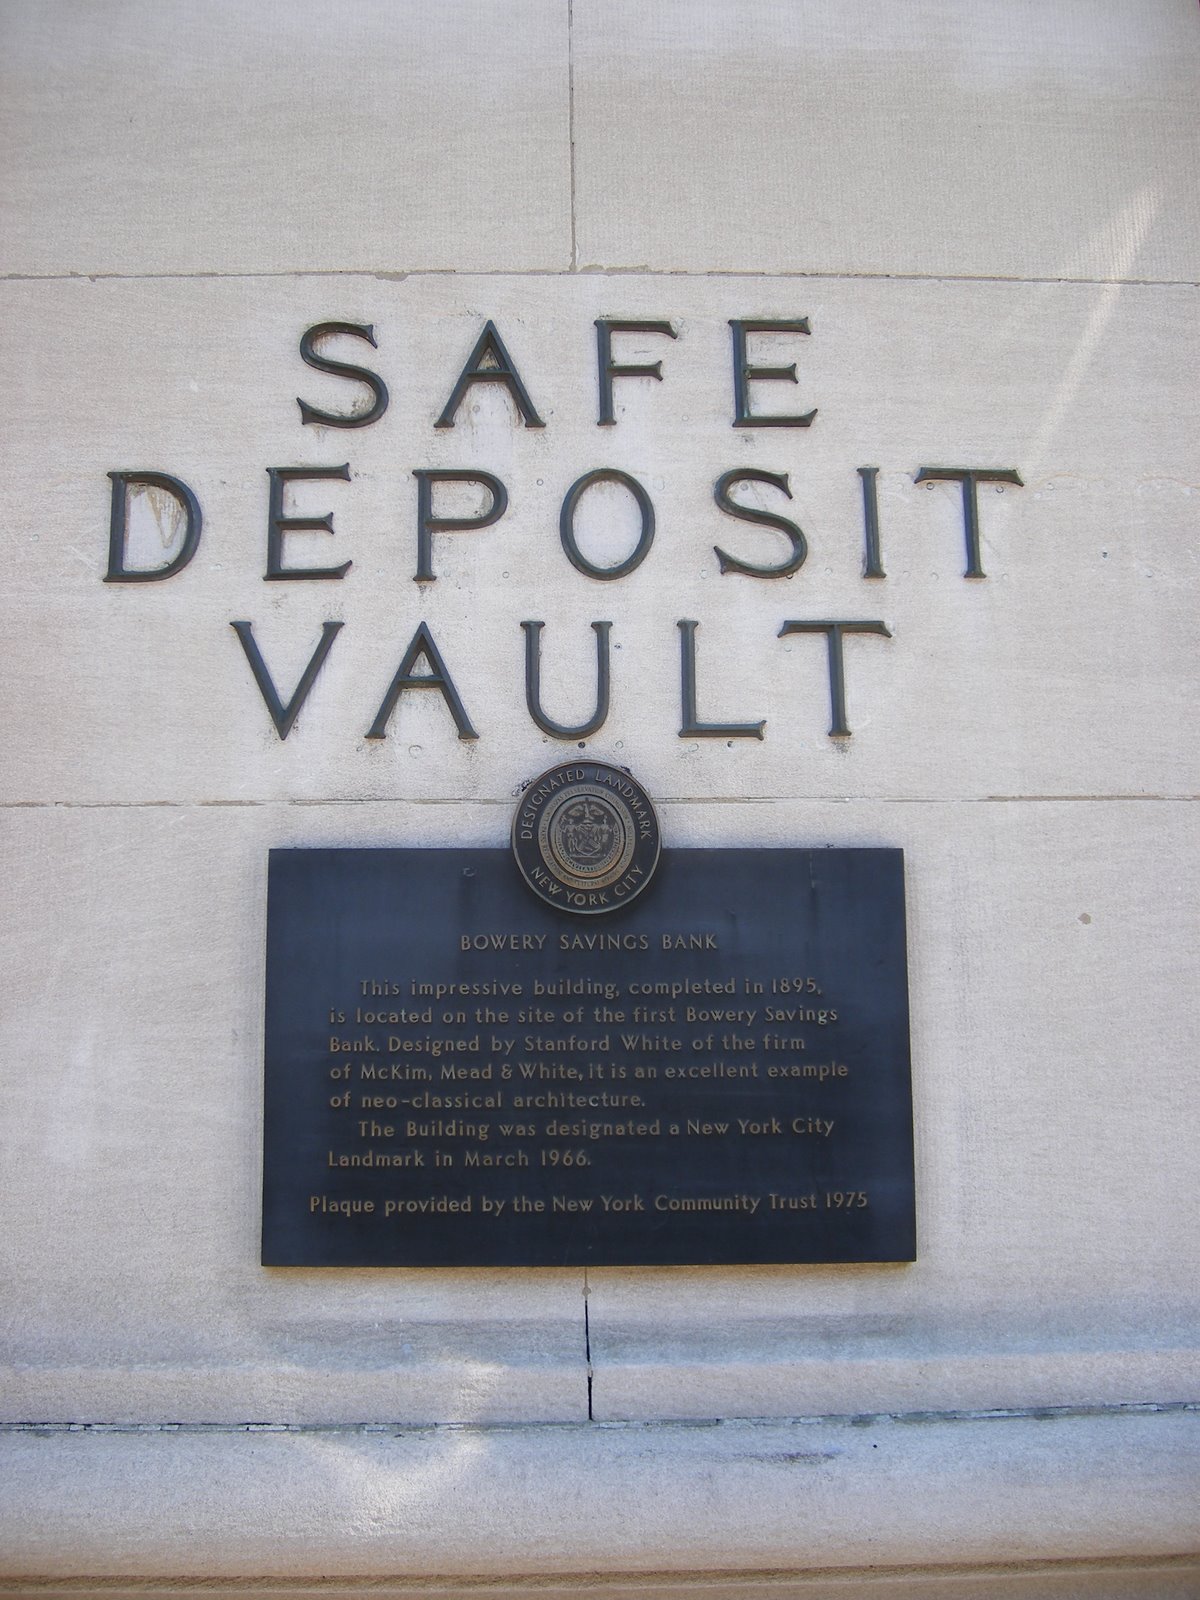 SAFE
DEPOSIT
VAULT
DESIGNATED LANDMARK
NEW YORK CITY
BOWERY SAVINGS BANK
This impressive building, completed in 1895,
is located on the site of the first Bowery Savings
Bank. Designed by Stanford White of the firm
of McKim, Mead & White, it is an excellent example
of neo-classical architecture.
The Building was designated a New York City
Landmark in March 1966.
Plaque provided by the New York Community Trust 1975